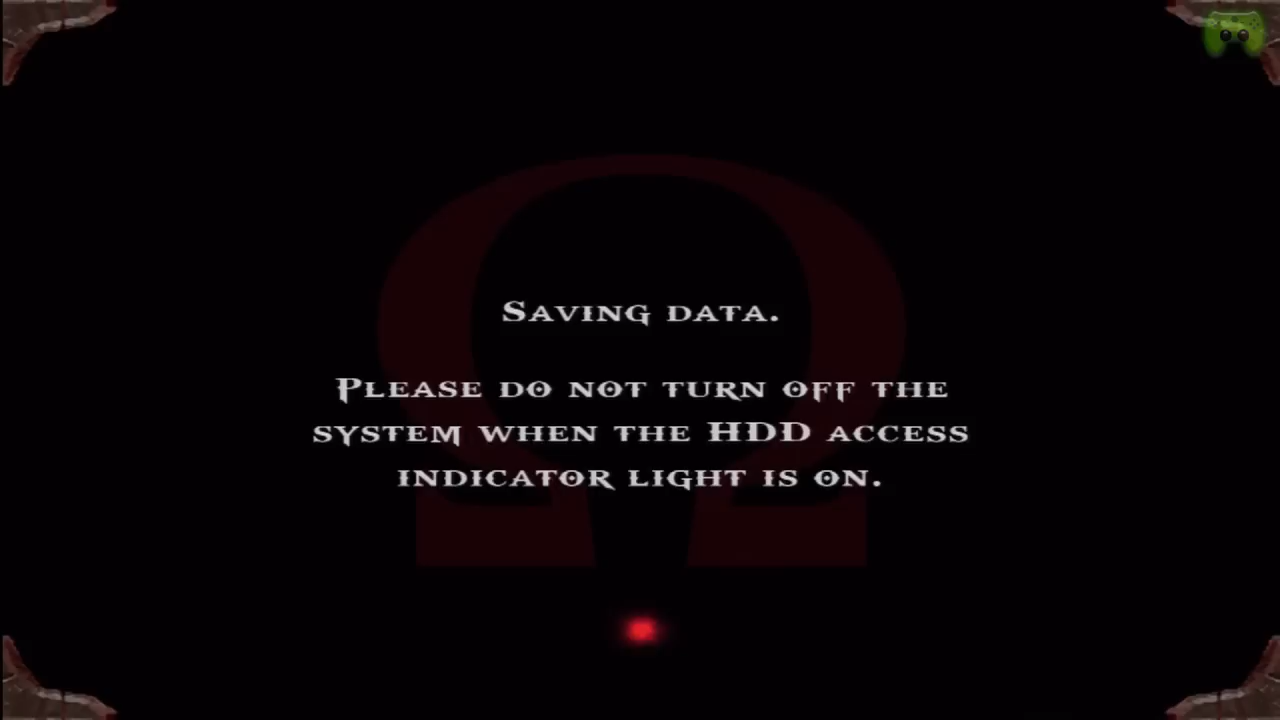 Saving data.
Please do not turn off the
system when the HDD access
indicator light is on.